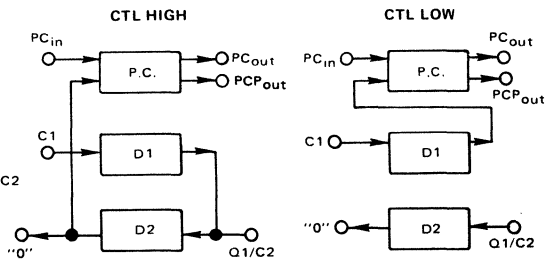 CTL HIGH
PCin
P.C.
PCout
PCPout
C1
D1
C2
D2
"0"
Q1/C2
CTL LOW
PCin
P.C.
PCout
PCPout
C1
D1
"0"
D2
Q1/C2